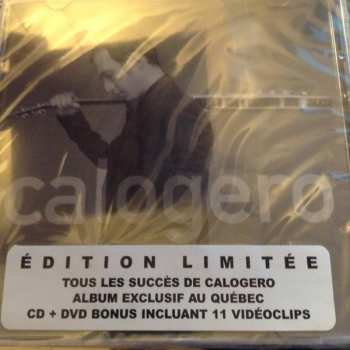 calogero
ÉDITION LIMITÉE
TOUS LES SUCCÈS DE CALOGERO
ALBUM EXCLUSIF AU QUÉBEC
CD + DVD BONUS INCLUANT 11 VIDÉOCLIPS